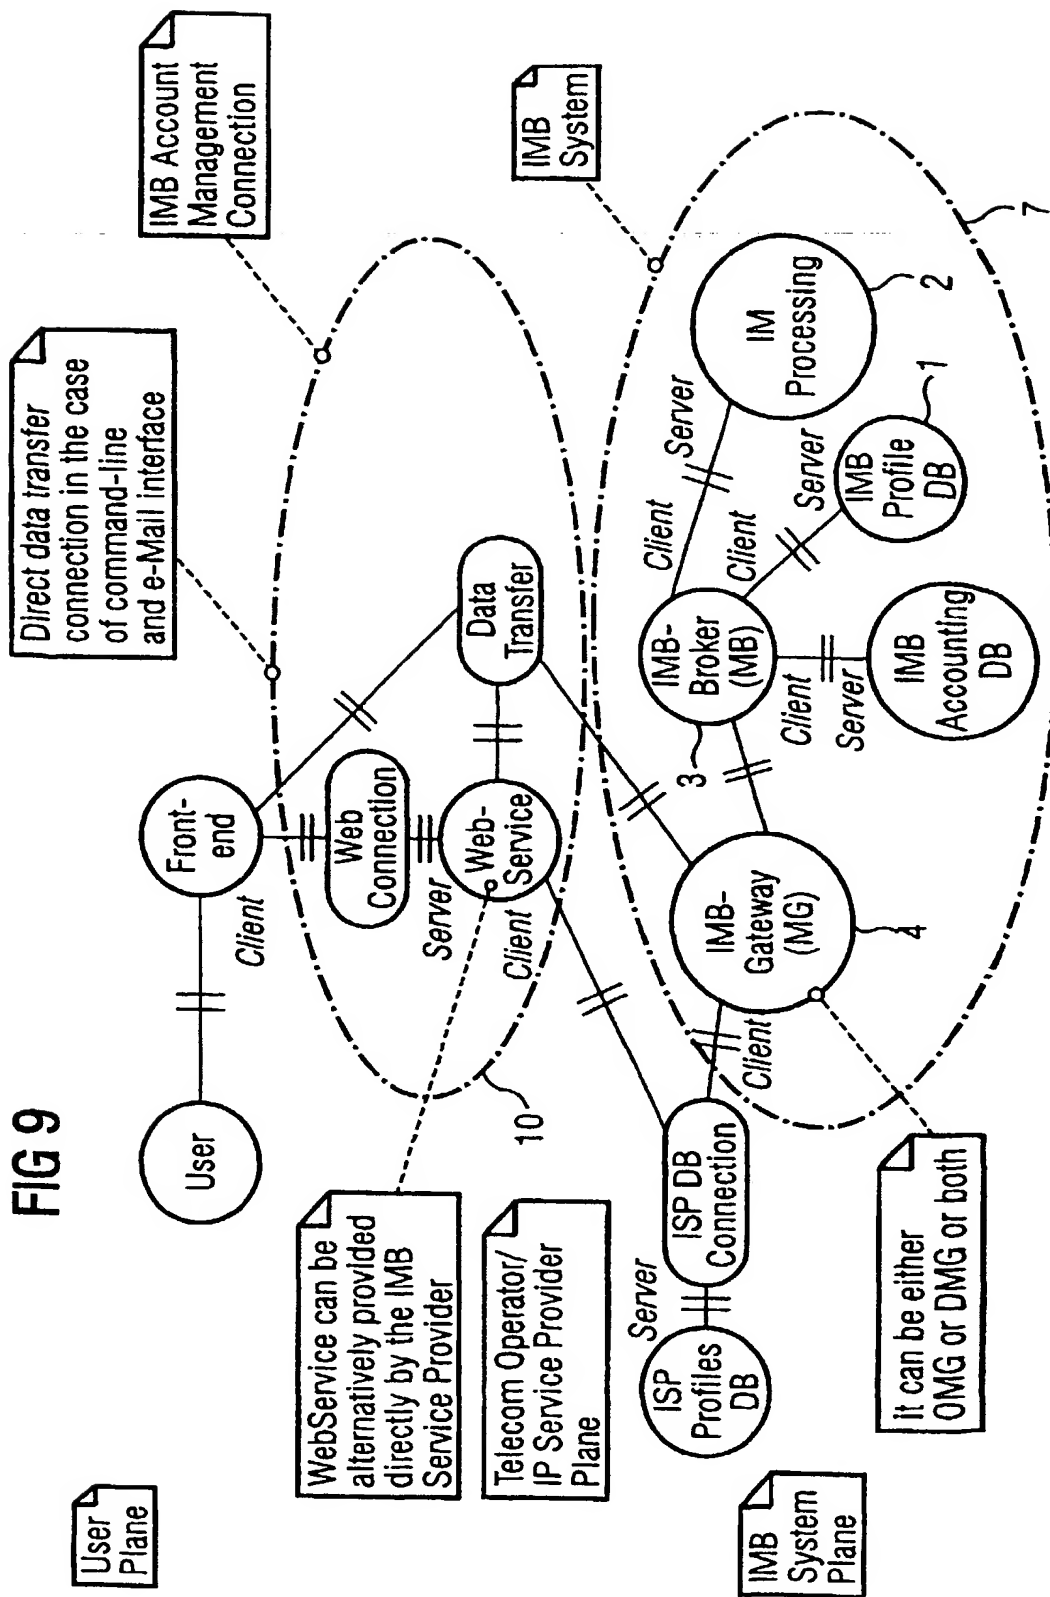 FIG 9
User
Plane
User
Front-
end
Client
Direct data transfer
connection in the case
of command-line
and e-Mail interface
IMB Account
Management
Connection
WebService can be
alternatively provided
directly by the IMB
Service Provider
Web
Connection
Server
Web-
Service
Client
Data
Transfer
10
Telecom Operator/
IP Service Provider
Plane
IMB
System
ISP
Profiles
DB
Server
ISP DB
Connection
Client
IMB-
Gateway
(MG)
4
3
IMB-
Broker
(MB)
Client
Server
IM
Processing
2
Client
Server
IMB
Profile
DB
1
Client
Server
IMB
Accounting
DB
7
IMB
System
Plane
it can be either
OMG or DMG or both